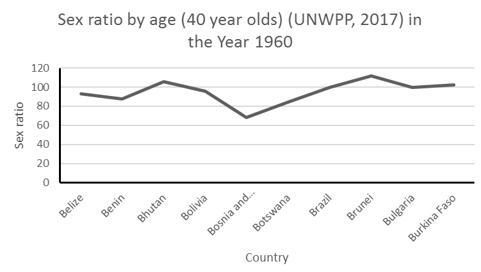 Sex ratio by age (40 year olds) (UNWPP, 2017) in
the Year 1960
120
100
80
60
40
20
0
Sex ratio
Belize
Benin
Bhutan
Bolivia
Bosnia and...
Botswana
Brazil
Brunei
Bulgaria
Burkina Faso
Country